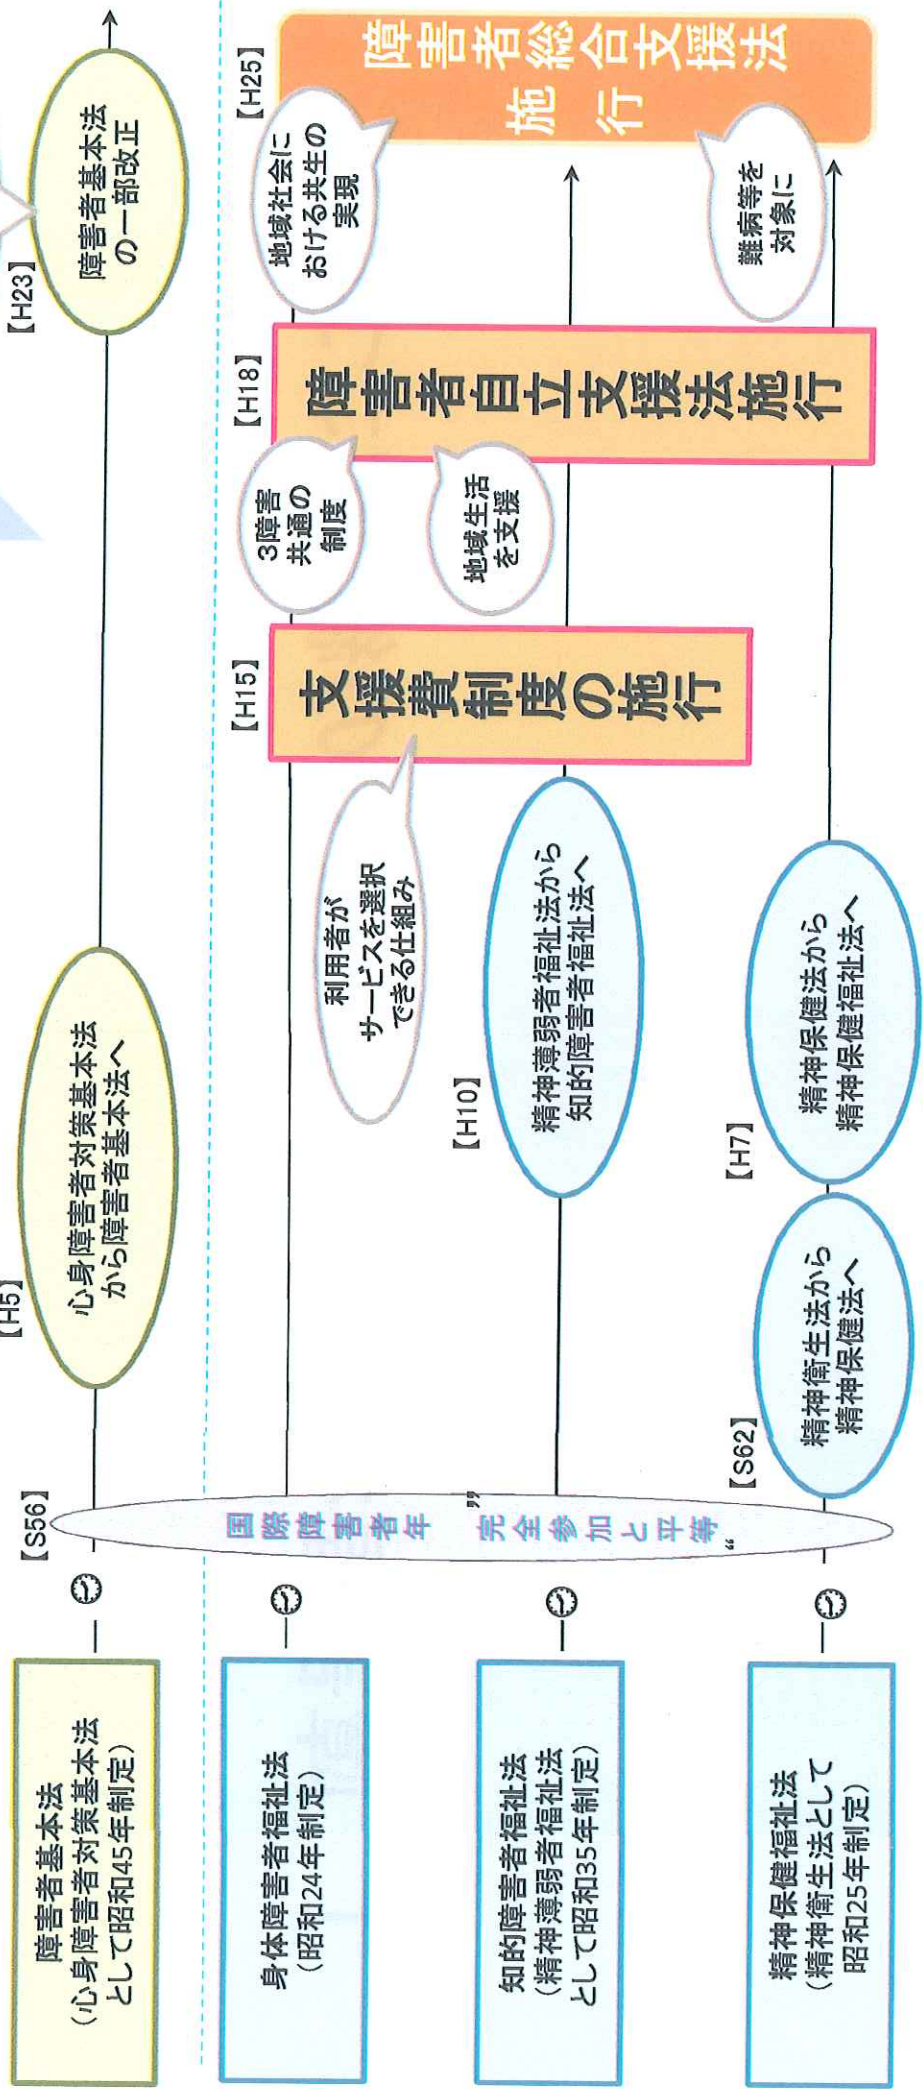 障害者基本法
(心身障害者対策基本法
として昭和45年制定)
【S56】
【H5】
心身障害者対策基本法
から障害者基本法へ
【H23】
障害者基本法
の一部改正
身体障害者福祉法
(昭和24年制定)
知的障害者福祉法
(精神薄弱者福祉法
として昭和35年制定)
精神保健福祉法
(精神衛生法として
昭和25年制定)
国際障害者年 “完全参加と平等”
【S62】
精神衛生法から
精神保健法へ
【H7】
精神保健法から
精神保健福祉法へ
【H10】
精神薄弱者福祉法から
知的障害者福祉法へ
利用者が
サービスを選択
できる仕組み
【H15】
支援費制度の施行
3障害
共通の
制度
地域生活
を支援
【H18】
障害者自立支援法施行
地域社会に
おける共生の
実現
難病等を
対象に
【H25】
障害者総合支援法
施行